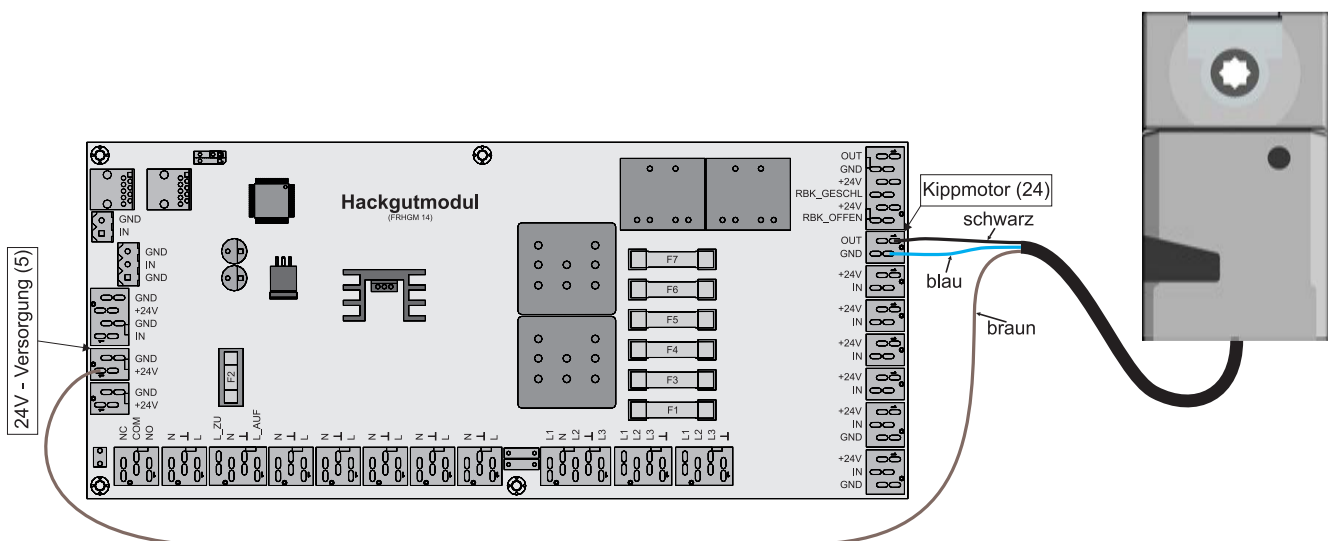 Hackgutmodul
(FRHGM 14)
Kippmotor (24)
schwarz
blau
braun
24V - Versorgung (5)
GND
IN
GND
IN
GND
GND
+24V
GND
IN
GND
+24V
GND
+24V
F2
F7
F6
F5
F4
F3
F1
OUT
GND
+24V
RBK_GESCHL
+24V
RBK_OFFEN
OUT
GND
+24V
IN
+24V
IN
+24V
IN
+24V
IN
+24V
IN
GND
+24V
IN
GND
NC
COM
NO
N
L
L_ZU
N
L_AUF
N
L
N
L
N
L
N
L
N
L
L1
N
L2
L3
L1
L2
L3
L1
L2
L3